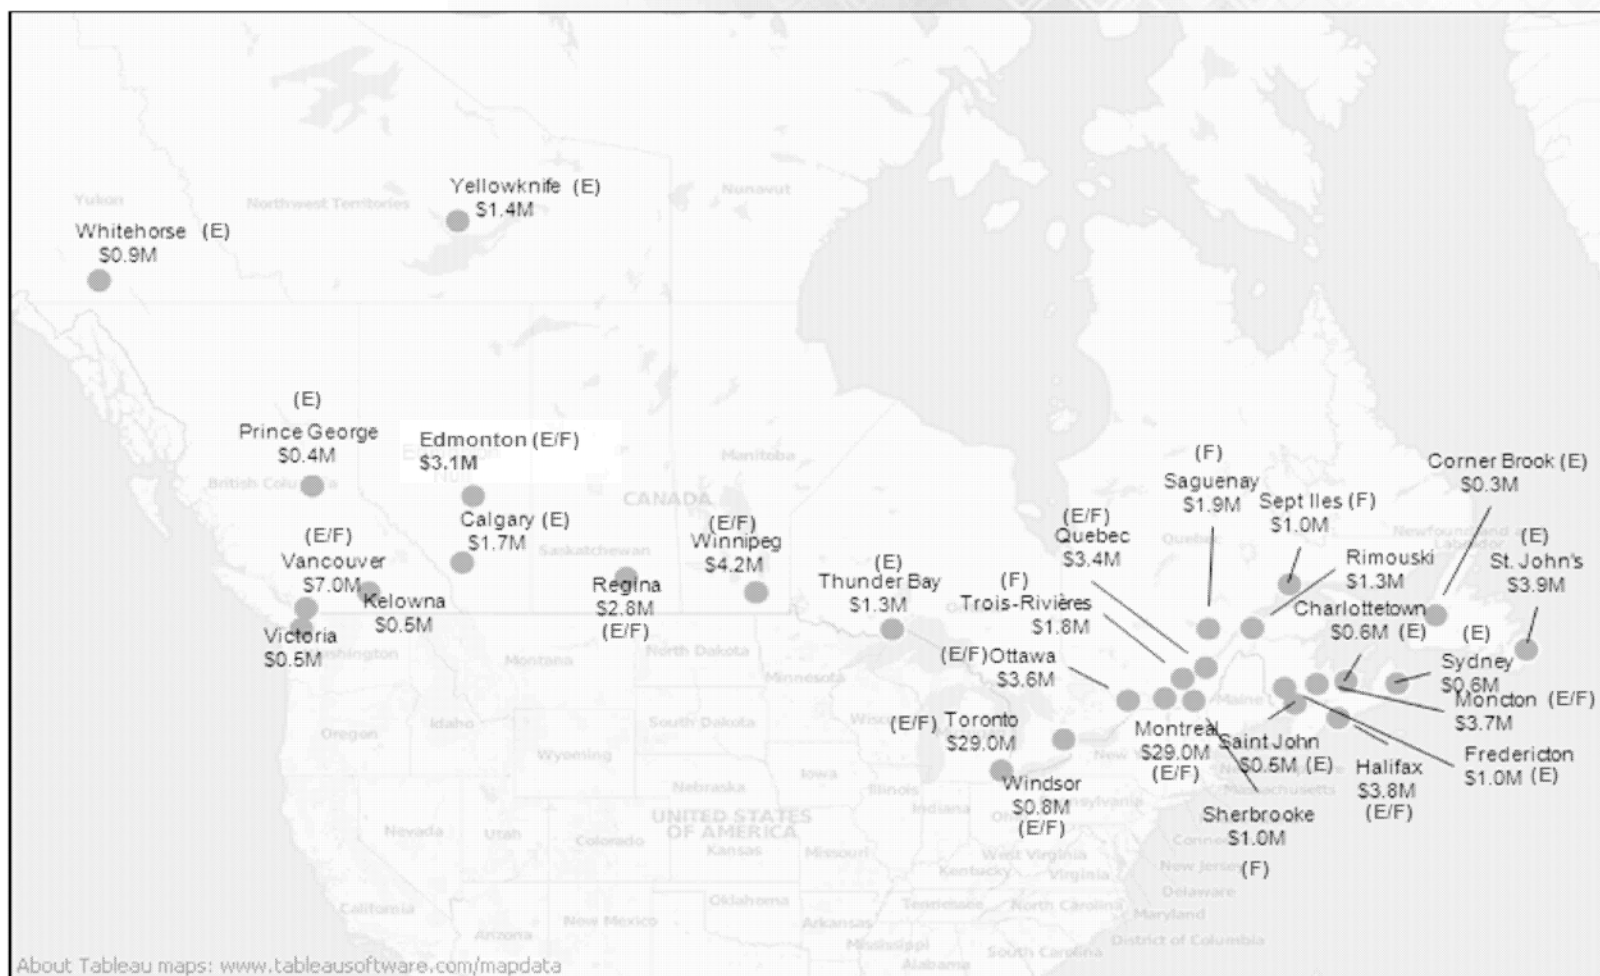 Yukon
Northwest Territories
Nunavut
Yellowknife (E)
$1.4M
Whitehorse (E)
$0.9M
(E)
Prince George
$0.4M
British Columbia
Edmonton (E/F)
$3.1M
Calgary (E)
$1.7M
Saskatchewan
Manitoba
CANADA
(E/F)
Vancouver
$7.0M
Kelowna
$0.5M
Victoria
$0.5M
Regina
$2.8M
(E/F)
(E/F)
Winnipeg
$4.2M
(E)
Thunder Bay
$1.3M
(F)
Trois-Rivières
$1.8M
(E/F)
Quebec
$3.4M
Quebec
(F)
Saguenay
$1.9M
Sept Iles (F)
$1.0M
Rimouski
$1.3M
Corner Brook (E)
$0.3M
Newfoundland
Labrador
(E)
St. John's
$3.9M
Charlottetown
$0.6M (E)
(E)
Sydney
$0.6M
Moncton (E/F)
$3.7M
Fredericton
$1.0M (E)
Halifax
$3.8M
(E/F)
Saint John
$0.5M (E)
Sherbrooke
$1.0M
(F)
Montreal
$29.0M
(E/F)
(E/F) Ottawa
$3.6M
(E/F) Toronto
$29.0M
Windsor
$0.8M
(E/F)
Washington
Montana
North Dakota
Minnesota
Maine
Oregon
Idaho
South Dakota
Wyoming
Nebraska
Iowa
Illinois
Indiana
Pennsylvania
Massachusetts
UNITED STATES
OF AMERICA
Nevada
Utah
Colorado
Kansas
Missouri
Kentucky
West Virginia
Virginia
New Jersey
Delaware
Maryland
District of Columbia
California
Arizona
New Mexico
Oklahoma
Arkansas
Tennessee
North Carolina
South Carolina
Mississippi
Alabama
About Tableau maps: www.tableausoftware.com/mapdata